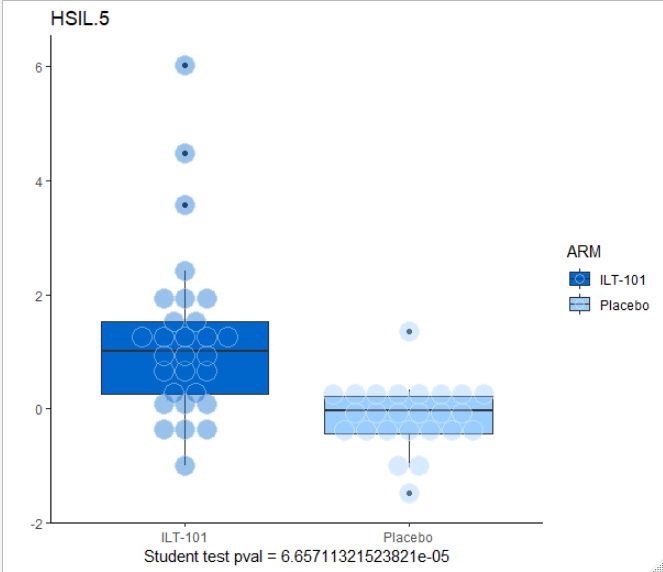 HSIL.5
6
4
2
0
-2
ILT-101 Placebo
Student test pval = 6.65711321523821e-05
ARM
ILT-101
Placebo